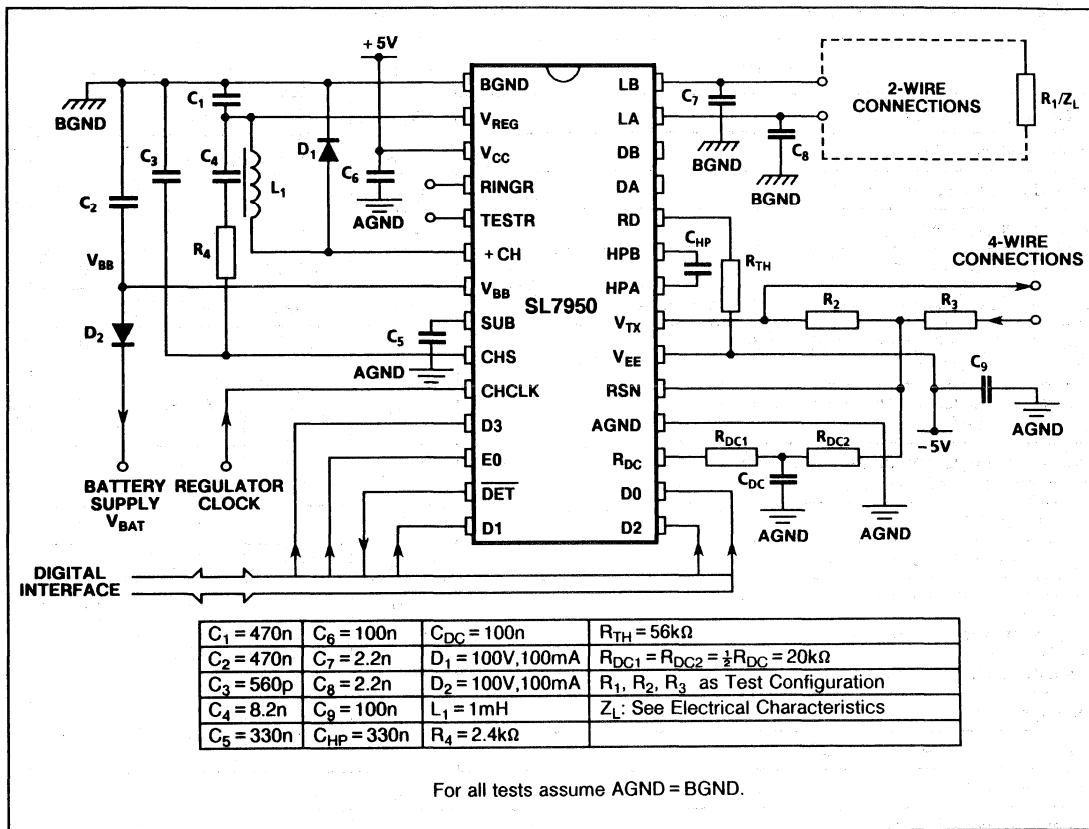 +5V
BGND
C1
VREG
VCC
RINGR
TESTR
+CH
VBB
SUB
CHS
CHCLK
D3
E0
DET
D1
SL7950
LB
LA
DB
DA
RD
HPB
HPA
VTX
VEE
RSN
AGND
RDC
D0
D2
BGND
C3
C4
L1
D1
C6
AGND
C2
R4
VBB
D2
C5
AGND
BATTERY
SUPPLY
VBAT
REGULATOR
CLOCK
DIGITAL
INTERFACE
C7
BGND
C8
BGND
2-WIRE
CONNECTIONS
R1/ZL
CHP
RTH
4-WIRE
CONNECTIONS
R2
R3
C9
AGND
-5V
RDC1
RDC2
CDC
AGND
AGND
C1 = 470n C6 = 100n CDC = 100n RTH = 56kΩ
C2 = 470n C7 = 2.2n D1 = 100V,100mA RDC1 = RDC2 = ½RDC = 20kΩ
C3 = 560p C8 = 2.2n D2 = 100V,100mA R1, R2, R3 as Test Configuration
C4 = 8.2n C9 = 100n L1 = 1mH ZL: See Electrical Characteristics
C5 = 330n CHP = 330n R4 = 2.4kΩ
For all tests assume AGND = BGND.